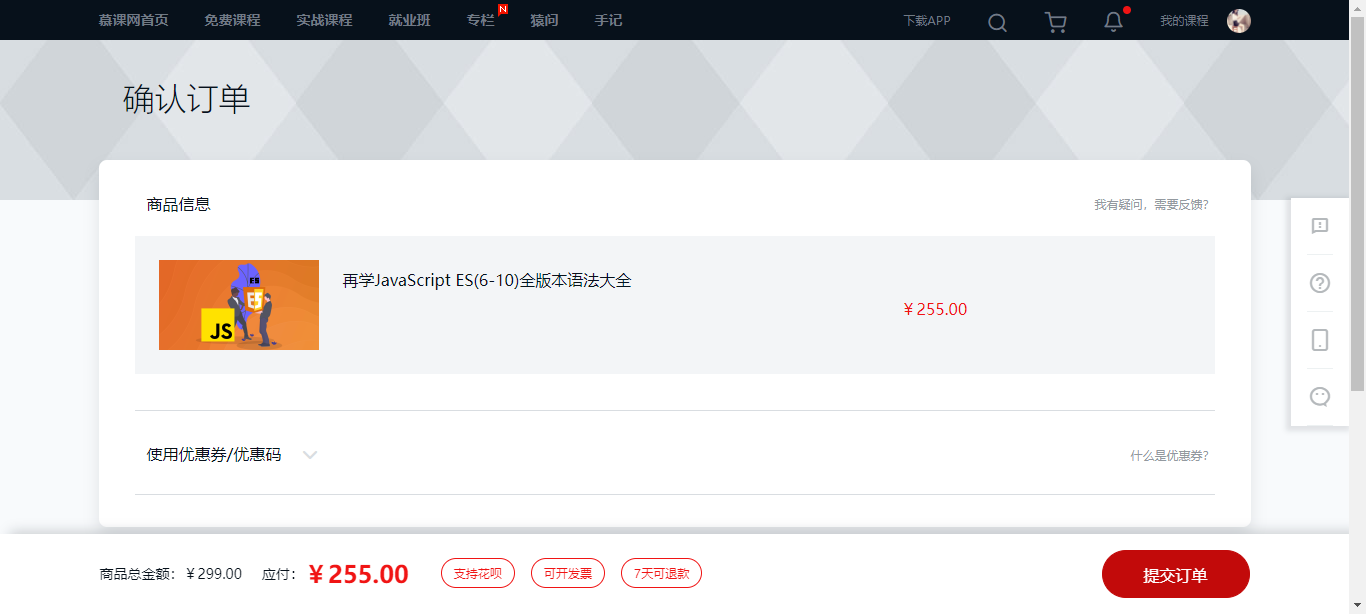 慕课网首页 免费课程 实战课程 就业班 专栏 N 猿问 手记 下载APP 我的课程
确认订单
商品信息 我有疑问，需要反馈?
再学JavaScript ES(6-10)全版本语法大全
ES
5
JS
¥ 255.00
使用优惠券/优惠码 什么是优惠券?
商品总金额：¥ 299.00 应付：¥ 255.00 支持花呗 可开发票 7天可退款 提交订单